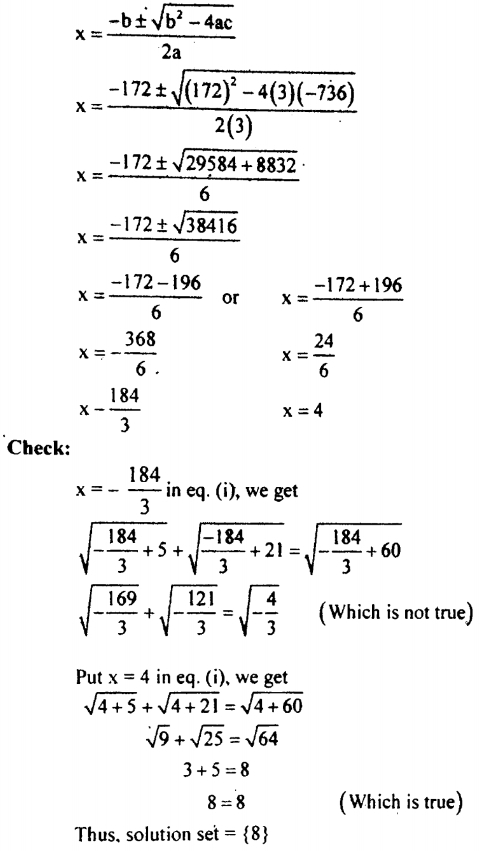 x = \frac{-b \pm \sqrt{b^2 - 4ac}}{2a}
x = \frac{-172 \pm \sqrt{(172)^2 - 4(3)(-736)}}{2(3)}
x = \frac{-172 \pm \sqrt{29584 + 8832}}{6}
x = \frac{-172 \pm \sqrt{38416}}{6}
x = \frac{-172 - 196}{6} or x = \frac{-172 + 196}{6}
x = -\frac{368}{6} x = \frac{24}{6}
x - \frac{184}{3} x = 4
Check:
x = -\frac{184}{3} in eq. (i), we get
\sqrt{-\frac{184}{3} + 5} + \sqrt{\frac{-184}{3} + 21} = \sqrt{-\frac{184}{3} + 60}
\sqrt{-\frac{169}{3}} + \sqrt{-\frac{121}{3}} = \sqrt{-\frac{4}{3}} (Which is not true)
Put x = 4 in eq. (i), we get
\sqrt{4 + 5} + \sqrt{4 + 21} = \sqrt{4 + 60}
\sqrt{9} + \sqrt{25} = \sqrt{64}
3 + 5 = 8
8 = 8 (Which is true)
Thus, solution set = {8}